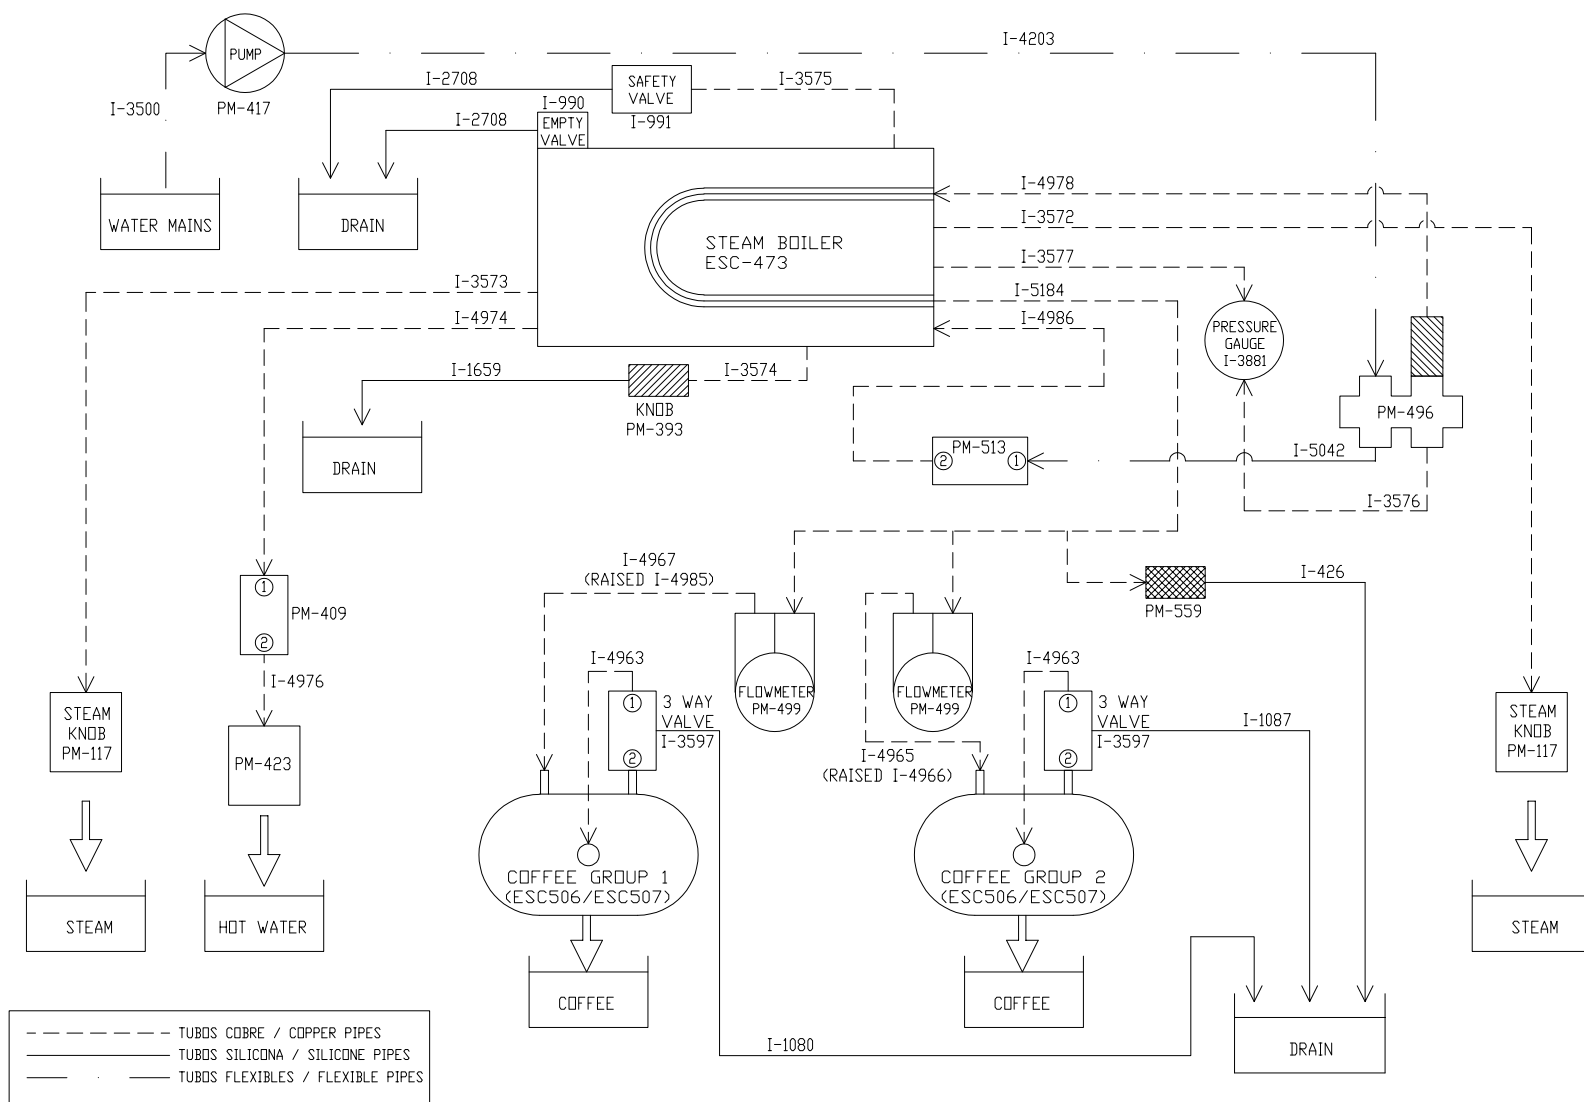 I-4203
PUMP
PM-417
I-3500
I-2708
SAFETY
VALVE
I-991
I-3575
I-990
EMPTY
VALVE
I-2708
WATER MAINS
DRAIN
STEAM BOILER
ESC-473
I-4978
I-3572
I-3577
I-5184
I-4986
I-3573
I-4974
I-1659
I-3574
KNOB
PM-393
DRAIN
PRESSURE
GAUGE
I-3881
PM-496
PM-513
2
1
I-5042
I-3576
I-4967
(RAISED I-4985)
I-426
PM-559
1
2
PM-409
I-4976
PM-423
STEAM
KNOB
PM-117
I-4963
1
2
3 WAY
VALVE
I-3597
FLOWMETER
PM-499
FLOWMETER
PM-499
I-4963
1
2
3 WAY
VALVE
I-3597
I-1087
I-4965
(RAISED I-4966)
STEAM
KNOB
PM-117
COFFEE GROUP 1
(ESC506/ESC507)
COFFEE GROUP 2
(ESC506/ESC507)
STEAM
HOT WATER
STEAM
COFFEE
COFFEE
I-1080
DRAIN
TUBOS COBRE / COPPER PIPES
TUBOS SILICONA / SILICONE PIPES
TUBOS FLEXIBLES / FLEXIBLE PIPES